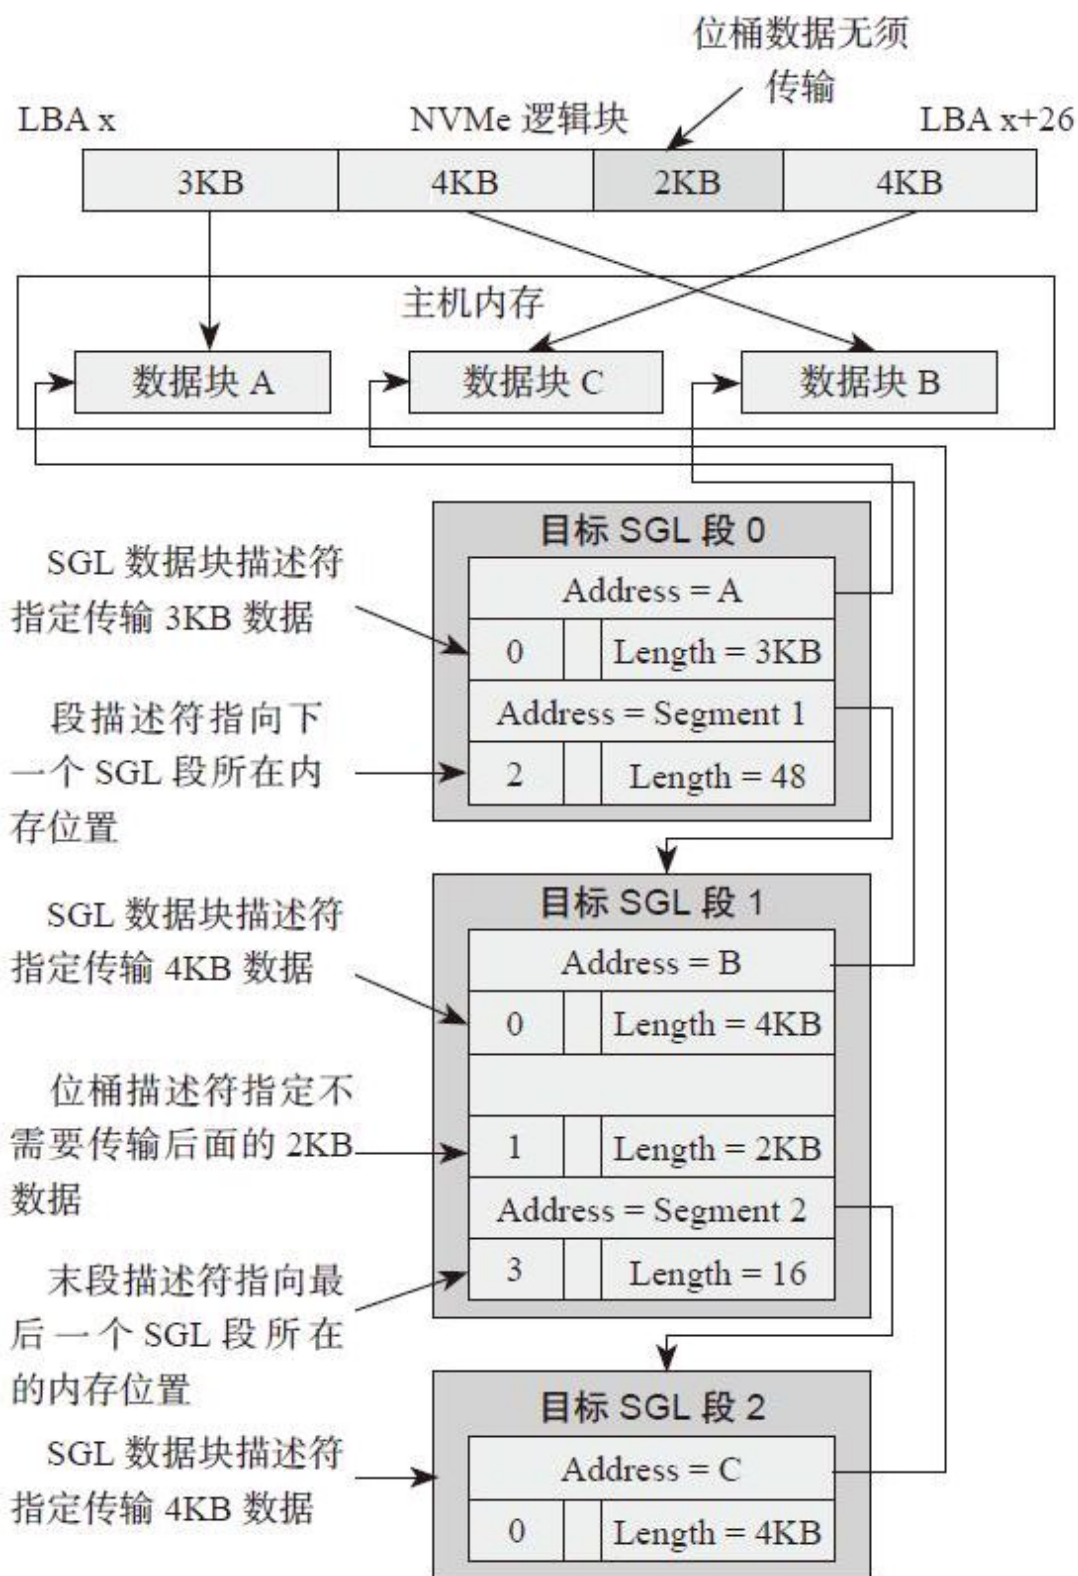 位桶数据无须
传输
LBA x
NVMe 逻辑块
LBA x+26
3KB
4KB
2KB
4KB
主机内存
数据块 A
数据块 C
数据块 B
目标 SGL 段 0
SGL 数据块描述符
指定传输 3KB 数据
Address = A
0
Length = 3KB
段描述符指向下
一个 SGL 段所在内
存位置
Address = Segment 1
2
Length = 48
目标 SGL 段 1
SGL 数据块描述符
指定传输 4KB 数据
Address = B
0
Length = 4KB
位桶描述符指定不
需要传输后面的 2KB
数据
1
Length = 2KB
Address = Segment 2
末段描述符指向最
后一个 SGL 段所在
的内存位置
3
Length = 16
目标 SGL 段 2
SGL 数据块描述符
指定传输 4KB 数据
Address = C
0
Length = 4KB